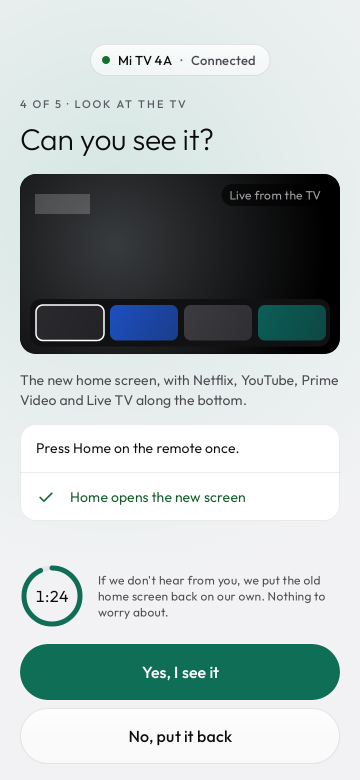 Mi TV 4A · Connected
4 OF 5 · LOOK AT THE TV
Can you see it?
Live from the TV
The new home screen, with Netflix, YouTube, Prime
Video and Live TV along the bottom.
Press Home on the remote once.
Home opens the new screen
1:24
If we don't hear from you, we put the old
home screen back on our own. Nothing to
worry about.
Yes, I see it
No, put it back